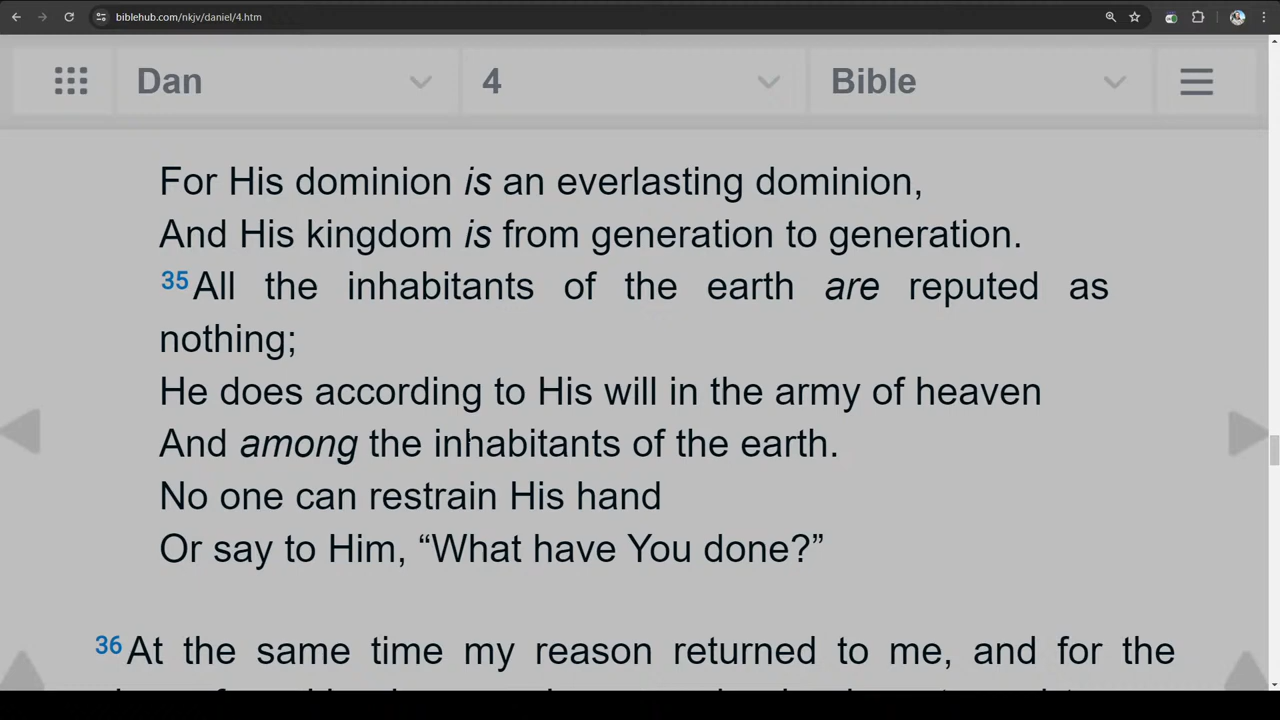 biblehub.com/nkjv/daniel/4.htm
Dan 4 Bible
For His dominion is an everlasting dominion,
And His kingdom is from generation to generation.
35 All the inhabitants of the earth are reputed as
nothing;
He does according to His will in the army of heaven
And among the inhabitants of the earth.
No one can restrain His hand
Or say to Him, “What have You done?”
36 At the same time my reason returned to me, and for the